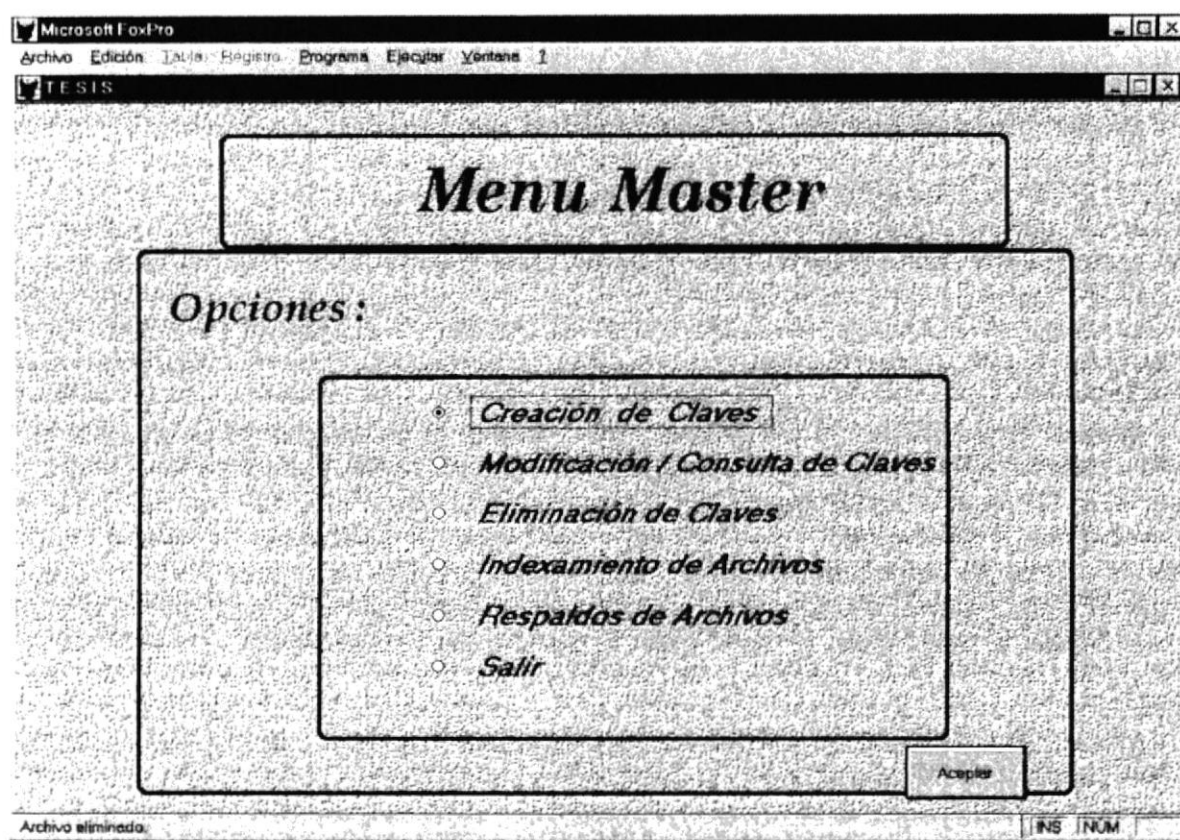 Microsoft FoxPro
Archivo Edición Tabla Registro Programa Ejecutar Ventana ?
TESIS
Menu Master
Opciones:
Creación de Claves
Modificación / Consulta de Claves
Eliminación de Claves
Indexamiento de Archivos
Respaldos de Archivos
Salir
Aceptar
Archivo eliminado.
INS NUM